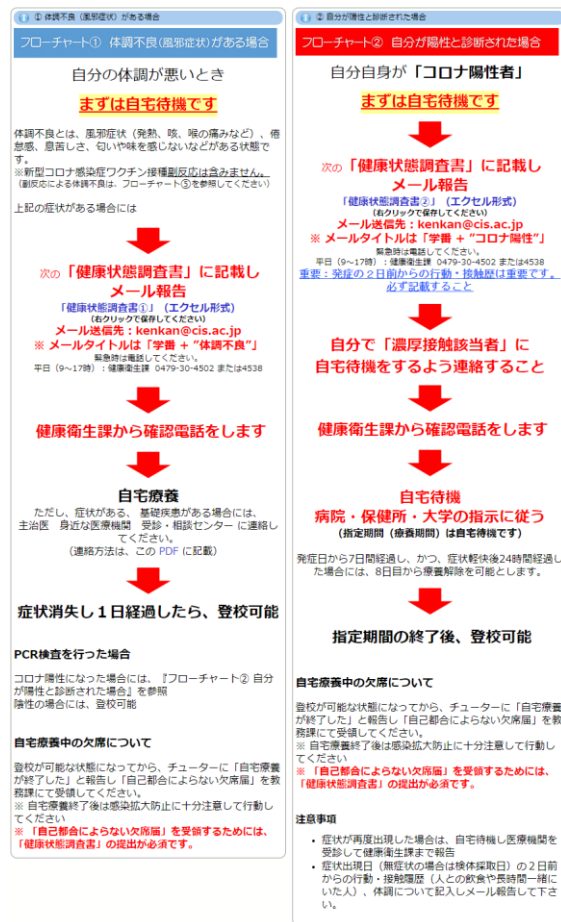 ① 体調不良（風邪症状）がある場合
フローチャート① 体調不良(風邪症状)がある場合
自分の体調が悪いとき
まずは自宅待機です
体調不良とは、風邪症状（発熱、咳、喉の痛みなど）、倦
怠感、息苦しさ、匂いや味を感じないなどがある状態で
す。
※新型コロナ感染症ワクチン接種副反応は含みません。
（副反応による体調不良は、フローチャート⑤を参照してください）
上記の症状がある場合には
次の「健康状態調査書」に記載し
メール報告
「健康状態調査書①」（エクセル形式）
（右クリックで保存してください）
メール送信先：kenkan@cis.ac.jp
※ メールタイトルは「学番 + ”体調不良”」
緊急時は電話してください。
平日（9～17時）：健康衛生課 0479-30-4502 または4538
健康衛生課から確認電話をします
自宅療養
ただし、症状がある、 基礎疾患がある場合には、
主治医 身近な医療機関 受診・相談センター に連絡し
てください。
（連絡方法は、この PDF に記載）
症状消失し１日経過したら、登校可能
PCR検査を行った場合
コロナ陽性になった場合には、『フローチャート② 自分
が陽性と診断された場合』を参照
陰性の場合には、登校可能
自宅療養中の欠席について
登校が可能な状態になってから、チューターに「自宅療養
が終了した」と報告し「自己都合によらない欠席届」を教
務課にて受領してください。
※ 自宅療養終了後は感染拡大防止に十分注意して行動し
てください
※ 「自己都合によらない欠席届」を受領するためには、
「健康状態調査書」の提出が必須です。
② 自分が陽性と診断された場合
フローチャート② 自分が陽性と診断された場合
自分自身が「コロナ陽性者」
まずは自宅待機です
次の「健康状態調査書」に記載し
メール報告
「健康状態調査書②」（エクセル形式）
（右クリックで保存してください）
メール送信先：kenkan@cis.ac.jp
※ メールタイトルは「学番 + ”コロナ陽性”」
緊急時は電話してください。
平日（9～17時）：健康衛生課 0479-30-4502 または4538
重要：発症の２日前からの行動・接触歴は重要です。
必ず記載すること
自分で「濃厚接触該当者」に
自宅待機をするよう連絡すること
健康衛生課から確認電話をします
自宅待機
病院・保健所・大学の指示に従う
（指定期間（療養期間）は自宅待機です）
発症日から7日間経過し、かつ、症状軽快後24時間経過し
た場合には、8日目から療養解除を可能とします。
指定期間の終了後、登校可能
自宅療養中の欠席について
登校が可能な状態になってから、チューターに「自宅療養
が終了した」と報告し「自己都合によらない欠席届」を教
務課にて受領してください。
※ 自宅療養終了後は感染拡大防止に十分注意して行動し
てください
※ 「自己都合によらない欠席届」を受領するためには、
「健康状態調査書」の提出が必須です。
注意事項
• 症状が再度出現した場合は、自宅待機し医療機関を
受診して健康衛生課まで報告
• 症状出現日（無症状の場合は検体採取日）の２日前
からの行動・接触履歴（人との飲食や長時間一緒に
いた人）、体調について記入しメール報告して下さ
い。